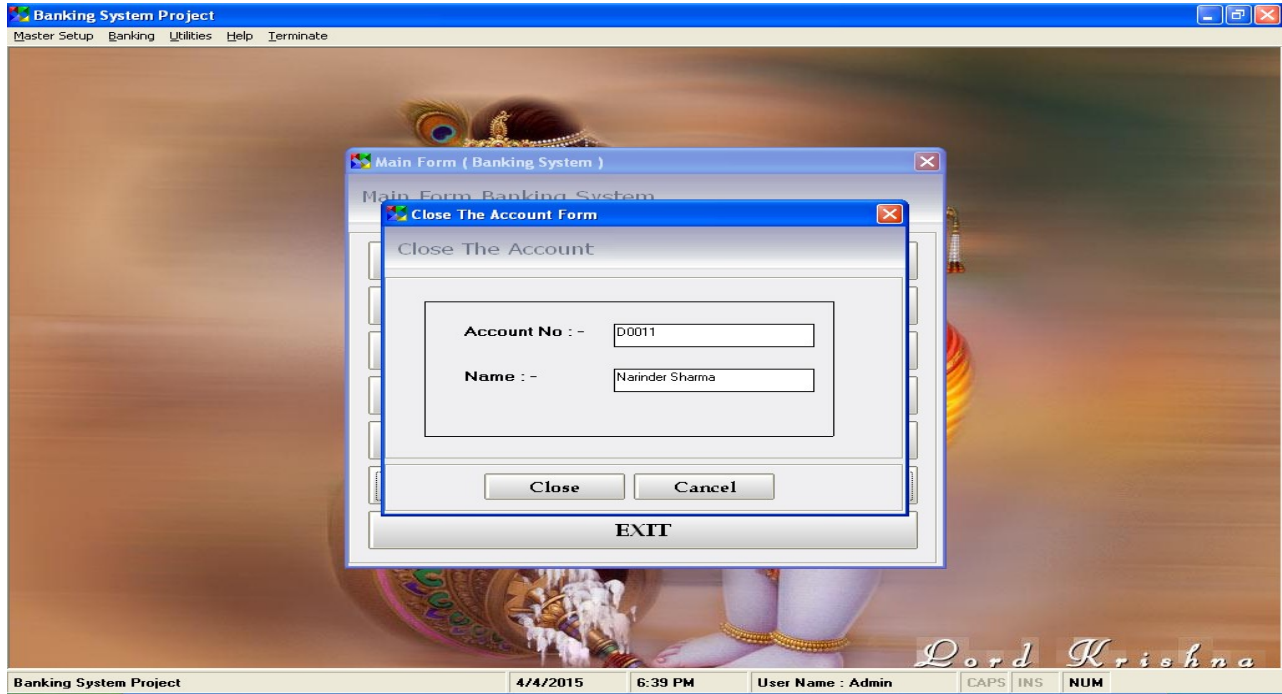 Banking System Project
Master Setup Banking Utilities Help Terminate
Main Form ( Banking System )
Main Form Banking System
Close The Account Form
Close The Account
Account No : - D0011
Name : - Narinder Sharma
Close Cancel
EXIT
Lord Krishna
Banking System Project 4/4/2015 6:39 PM User Name : Admin CAPS INS NUM